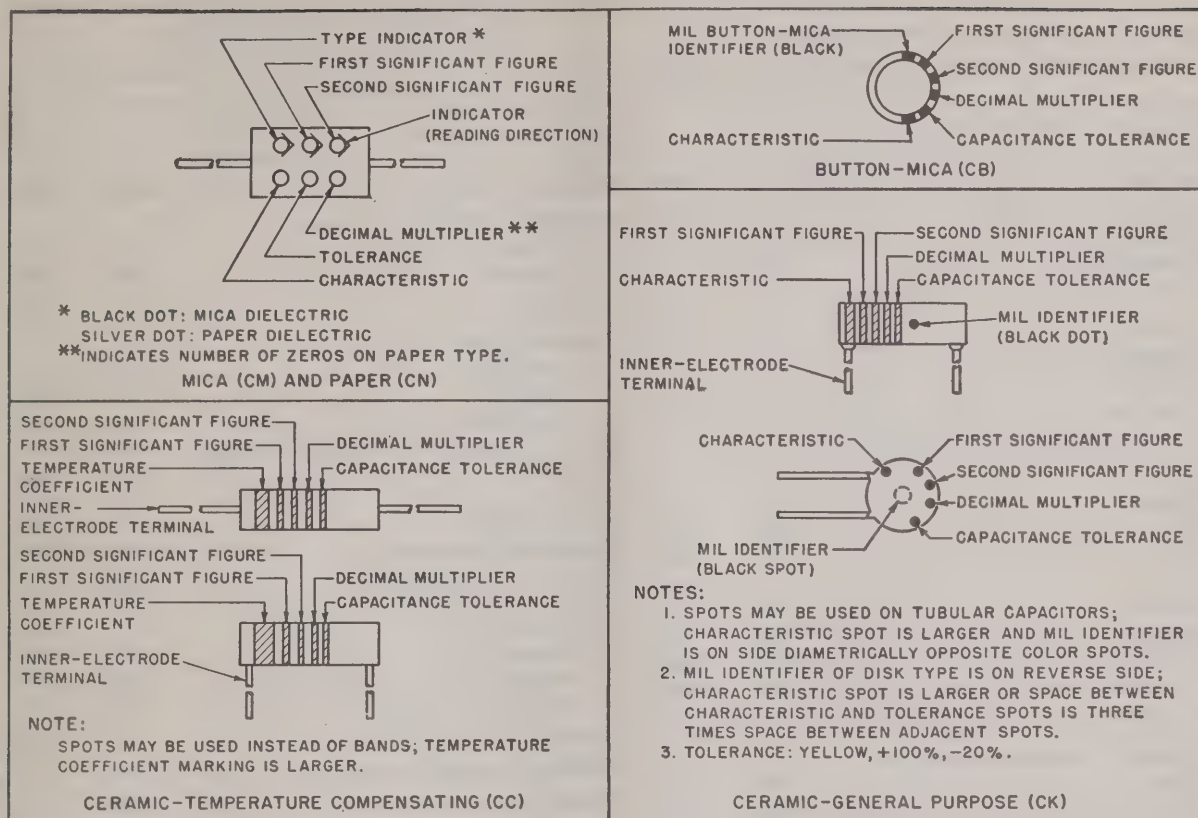 TYPE INDICATOR *
FIRST SIGNIFICANT FIGURE
SECOND SIGNIFICANT FIGURE
INDICATOR
(READING DIRECTION)
DECIMAL MULTIPLIER **
TOLERANCE
CHARACTERISTIC
* BLACK DOT: MICA DIELECTRIC
SILVER DOT: PAPER DIELECTRIC
**INDICATES NUMBER OF ZEROS ON PAPER TYPE.
MICA (CM) AND PAPER (CN)
SECOND SIGNIFICANT FIGURE
FIRST SIGNIFICANT FIGURE
DECIMAL MULTIPLIER
TEMPERATURE
COEFFICIENT
CAPACITANCE TOLERANCE
INNER-
ELECTRODE TERMINAL
SECOND SIGNIFICANT FIGURE
FIRST SIGNIFICANT FIGURE
DECIMAL MULTIPLIER
TEMPERATURE
COEFFICIENT
CAPACITANCE TOLERANCE
INNER-ELECTRODE
TERMINAL
NOTE:
SPOTS MAY BE USED INSTEAD OF BANDS; TEMPERATURE
COEFFICIENT MARKING IS LARGER.
CERAMIC-TEMPERATURE COMPENSATING (CC)
MIL BUTTON-MICA
IDENTIFIER (BLACK)
FIRST SIGNIFICANT FIGURE
SECOND SIGNIFICANT FIGURE
DECIMAL MULTIPLIER
CHARACTERISTIC
CAPACITANCE TOLERANCE
BUTTON-MICA (CB)
FIRST SIGNIFICANT FIGURE
SECOND SIGNIFICANT FIGURE
DECIMAL MULTIPLIER
CHARACTERISTIC
CAPACITANCE TOLERANCE
MIL IDENTIFIER
(BLACK DOT)
INNER-ELECTRODE
TERMINAL
CHARACTERISTIC
FIRST SIGNIFICANT FIGURE
SECOND SIGNIFICANT FIGURE
DECIMAL MULTIPLIER
CAPACITANCE TOLERANCE
MIL IDENTIFIER
(BLACK SPOT)
NOTES:
1. SPOTS MAY BE USED ON TUBULAR CAPACITORS;
CHARACTERISTIC SPOT IS LARGER AND MIL IDENTIFIER
IS ON SIDE DIAMETRICALLY OPPOSITE COLOR SPOTS.
2. MIL IDENTIFIER OF DISK TYPE IS ON REVERSE SIDE;
CHARACTERISTIC SPOT IS LARGER OR SPACE BETWEEN
CHARACTERISTIC AND TOLERANCE SPOTS IS THREE
TIMES SPACE BETWEEN ADJACENT SPOTS.
3. TOLERANCE: YELLOW, +100%, -20%.
CERAMIC-GENERAL PURPOSE (CK)